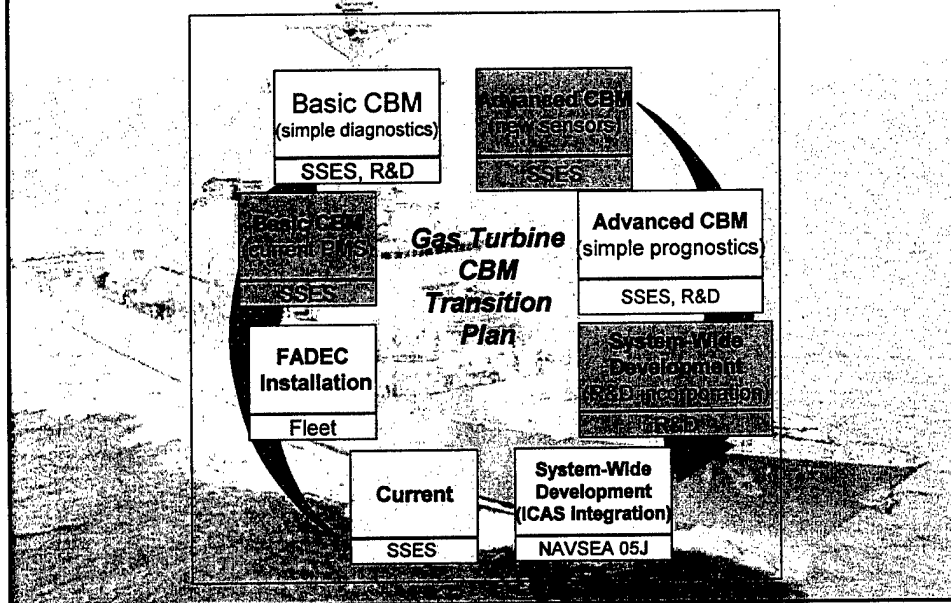 Basic CBM
(simple diagnostics)
SSES, R&D
Advanced CBM
(new sensors)
SSES
Basic CBM
current PMS
SSES
Gas Turbine
CBM
Transition
Plan
Advanced CBM
(simple prognostics)
SSES, R&D
FADEC
Installation
Fleet
System-Wide
Development
(R&D incorporation)
R&D
Current
SSES
System-Wide
Development
(ICAS Integration)
NAVSEA 05J